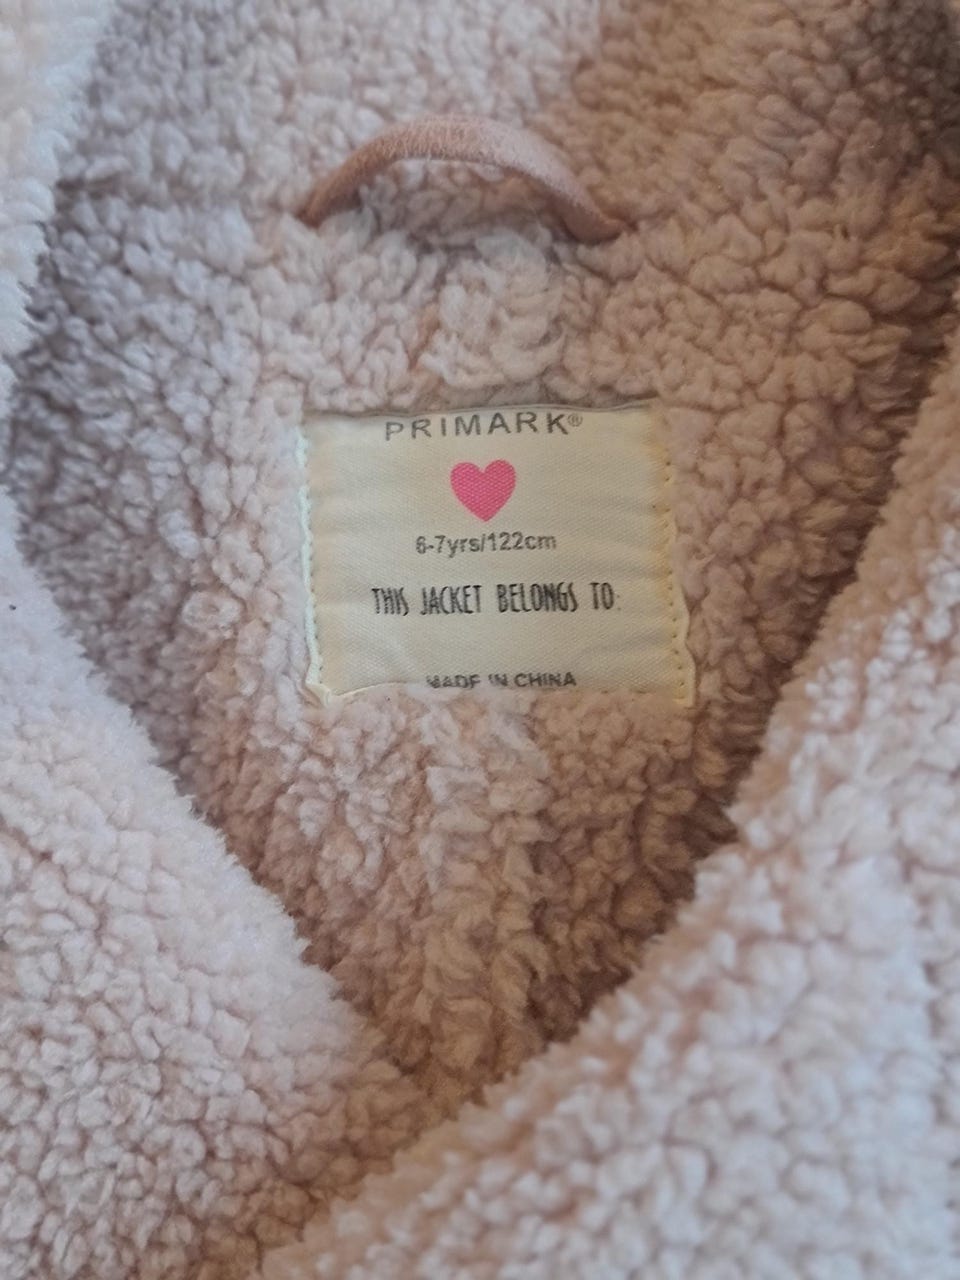 PRIMARK®
6-7yrs/122cm
THIS JACKET BELONGS TO:
MADE IN CHINA